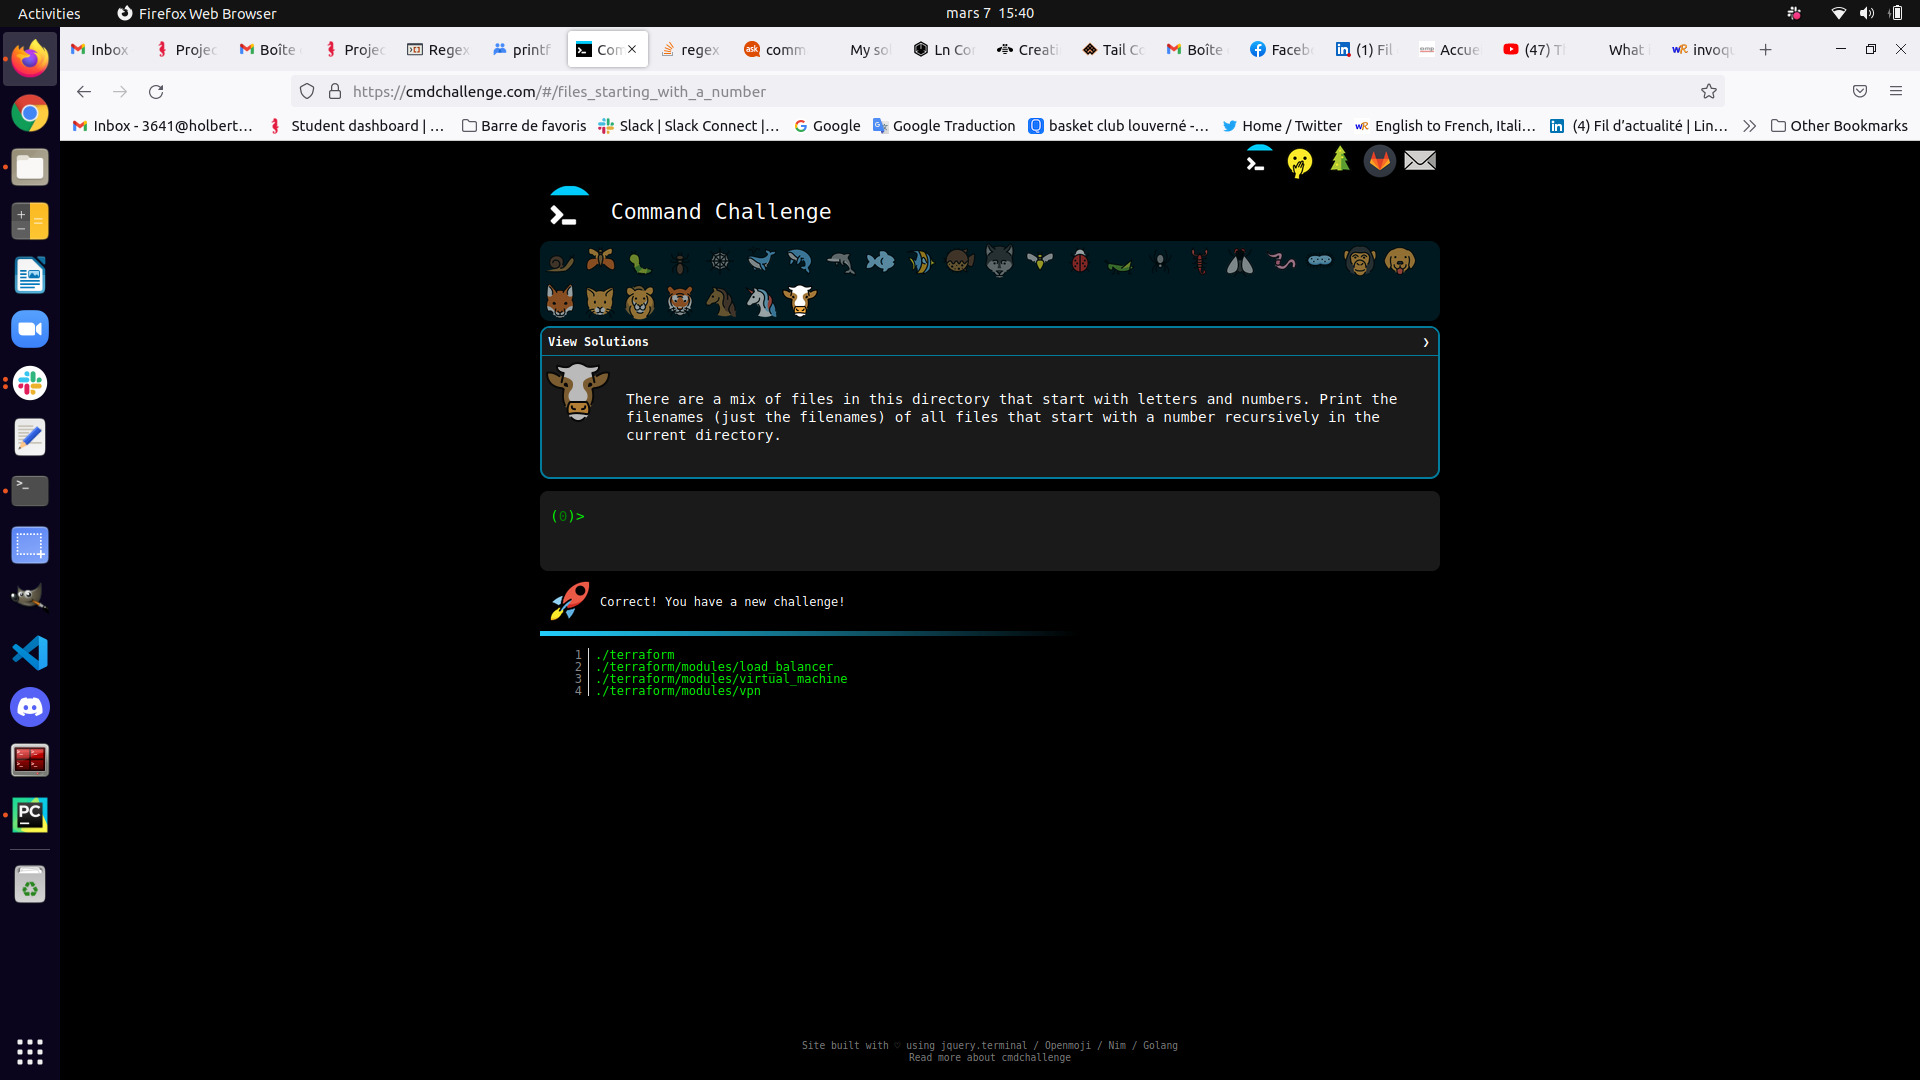 Activities Firefox Web Browser mars 7 15:40
Inbox Projec Boîte Projec Regex printf Com regex comm My sol Ln Cor Creati Tail Co Boîte Facebo (1) Fil Accue (47) Tl What invoqu
https://cmdchallenge.com/#/files_starting_with_a_number
Inbox - 3641@holbert… Student dashboard | … Barre de favoris Slack | Slack Connect |… Google Google Traduction basket club louverné -… Home / Twitter English to French, Itali… (4) Fil d’actualité | Lin… Other Bookmarks
Command Challenge
View Solutions
There are a mix of files in this directory that start with letters and numbers. Print the
filenames (just the filenames) of all files that start with a number recursively in the
current directory.
(0)>
Correct! You have a new challenge!
1 ./terraform
2 ./terraform/modules/load_balancer
3 ./terraform/modules/virtual_machine
4 ./terraform/modules/vpn
Site built with ♡ using jquery.terminal / Openmoji / Nim / Golang
Read more about cmdchallenge